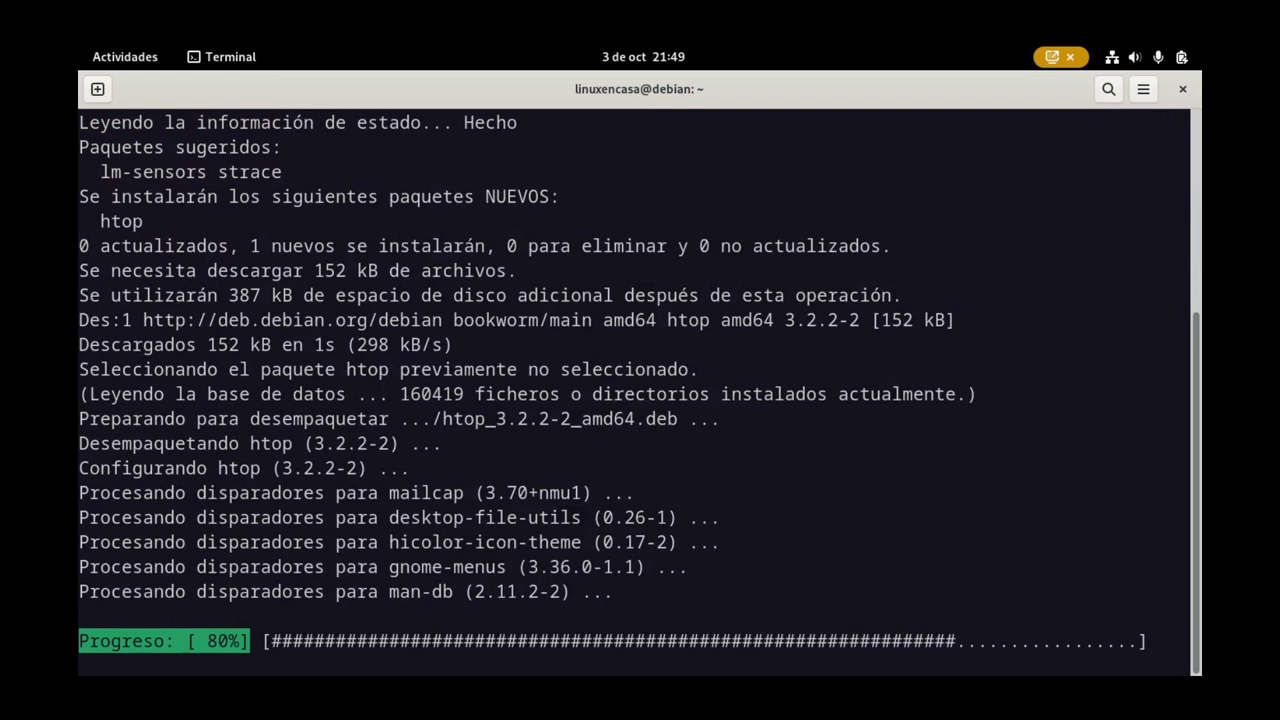 Actividades Terminal 3 de oct 21:49
linuxencasa@debian: ~
Leyendo la información de estado... Hecho
Paquetes sugeridos:
  lm-sensors strace
Se instalarán los siguientes paquetes NUEVOS:
  htop
0 actualizados, 1 nuevos se instalarán, 0 para eliminar y 0 no actualizados.
Se necesita descargar 152 kB de archivos.
Se utilizarán 387 kB de espacio de disco adicional después de esta operación.
Des:1 http://deb.debian.org/debian bookworm/main amd64 htop amd64 3.2.2-2 [152 kB]
Descargados 152 kB en 1s (298 kB/s)
Seleccionando el paquete htop previamente no seleccionado.
(Leyendo la base de datos ... 160419 ficheros o directorios instalados actualmente.)
Preparando para desempaquetar .../htop_3.2.2-2_amd64.deb ...
Desempaquetando htop (3.2.2-2) ...
Configurando htop (3.2.2-2) ...
Procesando disparadores para mailcap (3.70+nmu1) ...
Procesando disparadores para desktop-file-utils (0.26-1) ...
Procesando disparadores para hicolor-icon-theme (0.17-2) ...
Procesando disparadores para gnome-menus (3.36.0-1.1) ...
Procesando disparadores para man-db (2.11.2-2) ...
Progreso: [ 80%] [################################################################.................]